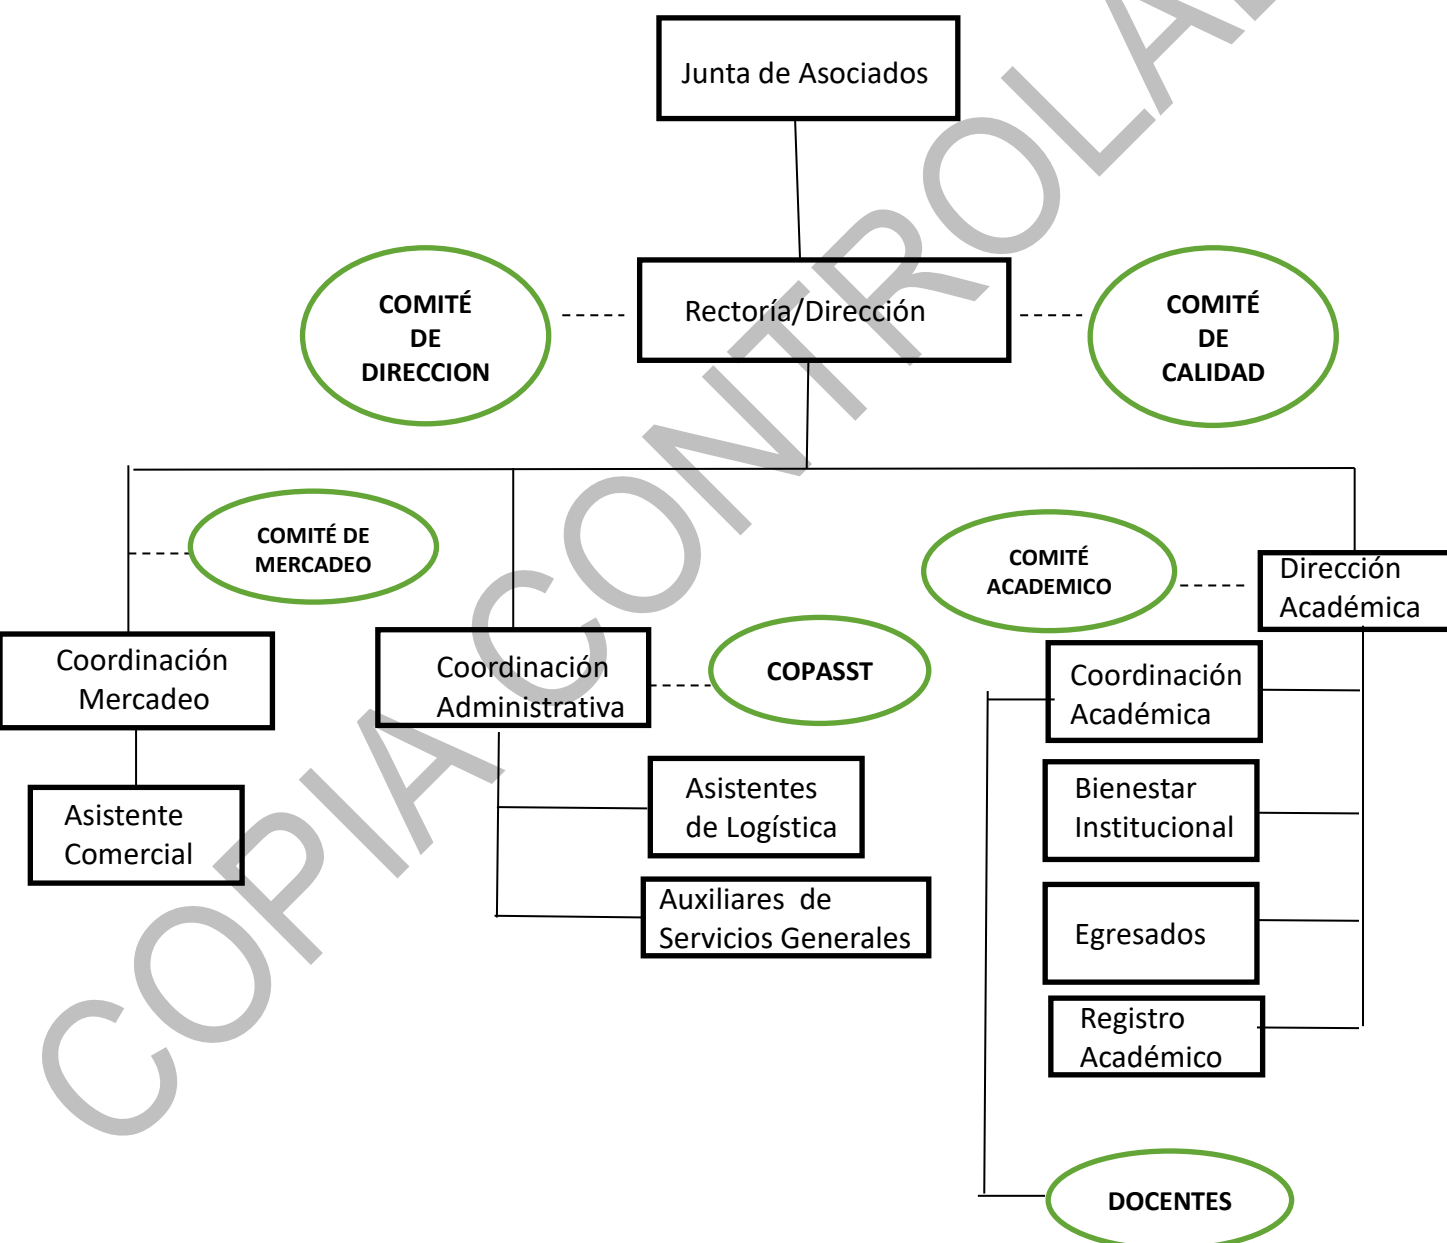 Junta de Asociados
COMITÉ
DE
DIRECCION
Rectoría/Dirección
COMITÉ
DE
CALIDAD
COMITÉ DE
MERCADEO
COMITÉ
ACADEMICO
Dirección
Académica
Coordinación
Mercadeo
Coordinación
Administrativa
COPASST
Coordinación
Académica
Asistente
Comercial
Asistentes
de Logística
Bienestar
Institucional
Auxiliares de
Servicios Generales
Egresados
Registro
Académico
DOCENTES
COPIA CONTROLA